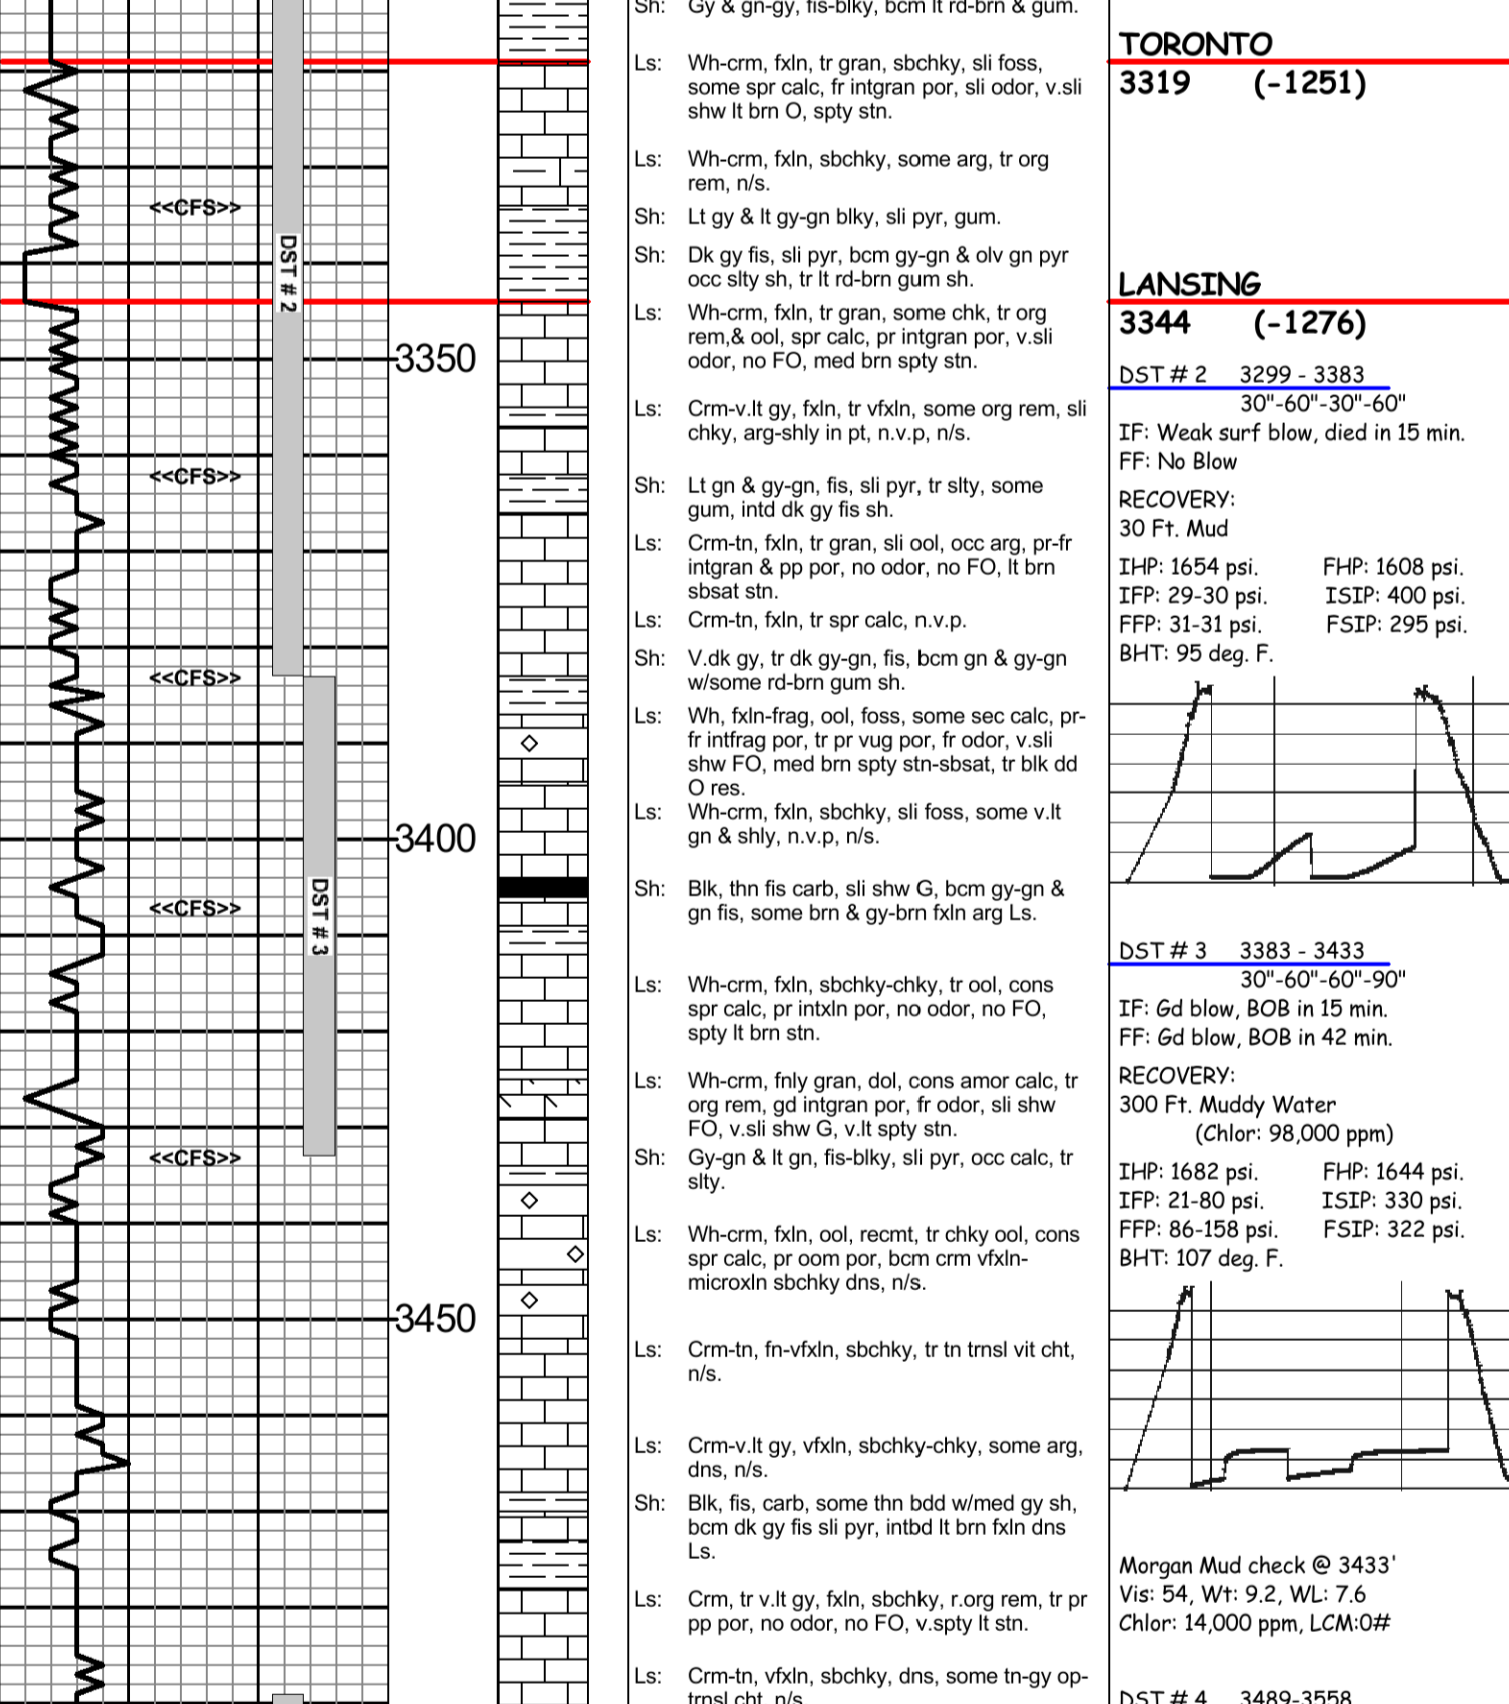 Sh: Gy & gn-gy, fis-blky, bcm lt rd-brn & gum.
Ls: Wh-crm, fxln, tr gran, sbchky, sli foss,
some spr calc, fr intgran por, sli odor, v.sli
shw lt brn O, spty stn.
Ls: Wh-crm, fxln, sbchky, some arg, tr org
rem, n/s.
Sh: Lt gy & lt gy-gn blky, sli pyr, gum.
Sh: Dk gy fis, sli pyr, bcm gy-gn & olv gn pyr
occ slty sh, tr lt rd-brn gum sh.
Ls: Wh-crm, fxln, tr gran, some chk, tr org
rem,& ool, spr calc, pr intgran por, v.sli
odor, no FO, med brn spty stn.
Ls: Crm-v.lt gy, fxln, tr vfxln, some org rem, sli
chky, arg-shly in pt, n.v.p, n/s.
Sh: Lt gn & gy-gn, fis, sli pyr, tr slty, some
gum, intd dk gy fis sh.
Ls: Crm-tn, fxln, tr gran, sli ool, occ arg, pr-fr
intgran & pp por, no odor, no FO, lt brn
sbsat stn.
Ls: Crm-tn, fxln, tr spr calc, n.v.p.
Sh: V.dk gy, tr dk gy-gn, fis, bcm gn & gy-gn
w/some rd-brn gum sh.
Ls: Wh, fxln-frag, ool, foss, some sec calc, pr-
fr intfrag por, tr pr vug por, fr odor, v.sli
shw FO, med brn spty stn-sbsat, tr blk dd
O res.
Ls: Wh-crm, fxln, sbchky, sli foss, some v.lt
gn & shly, n.v.p, n/s.
Sh: Blk, thn fis carb, sli shw G, bcm gy-gn &
gn fis, some brn & gy-brn fxln arg Ls.
Ls: Wh-crm, fxln, sbchky-chky, tr ool, cons
spr calc, pr intxln por, no odor, no FO,
spty lt brn stn.
Ls: Wh-crm, fnly gran, dol, cons amor calc, tr
org rem, gd intgran por, fr odor, sli shw
FO, v.sli shw G, v.lt spty stn.
Sh: Gy-gn & lt gn, fis-blky, sli pyr, occ calc, tr
slty.
Ls: Wh-crm, fxln, ool, recmt, tr chky ool, cons
spr calc, pr oom por, bcm crm vfxln-
microxln sbchky dns, n/s.
Ls: Crm-tn, fn-vfxln, sbchky, tr tn trnsl vit cht,
n/s.
Ls: Crm-v.lt gy, vfxln, sbchky-chky, some arg,
dns, n/s.
Sh: Blk, fis, carb, some thn bdd w/med gy sh,
bcm dk gy fis sli pyr, intbd lt brn fxln dns
Ls.
Ls: Crm, tr v.lt gy, fxln, sbchky, r.org rem, tr pr
pp por, no odor, no FO, v.spty lt stn.
Ls: Crm-tn, vfxln, sbchky, dns, some tn-gy op-
trnsl cht, n/s
<<CFS>>
<<CFS>>
<<CFS>>
<<CFS>>
<<CFS>>
DST # 2
DST # 3
3350
3400
3450
TORONTO
3319 (-1251)
LANSING
3344 (-1276)
DST # 2 3299 - 3383
30"-60"-30"-60"
IF: Weak surf blow, died in 15 min.
FF: No Blow
RECOVERY:
30 Ft. Mud
IHP: 1654 psi. FHP: 1608 psi.
IFP: 29-30 psi. ISIP: 400 psi.
FFP: 31-31 psi. FSIP: 295 psi.
BHT: 95 deg. F.
DST # 3 3383 - 3433
30"-60"-60"-90"
IF: Gd blow, BOB in 15 min.
FF: Gd blow, BOB in 42 min.
RECOVERY:
300 Ft. Muddy Water
(Chlor: 98,000 ppm)
IHP: 1682 psi. FHP: 1644 psi.
IFP: 21-80 psi. ISIP: 330 psi.
FFP: 86-158 psi. FSIP: 322 psi.
BHT: 107 deg. F.
Morgan Mud check @ 3433'
Vis: 54, Wt: 9.2, WL: 7.6
Chlor: 14,000 ppm, LCM:0#
DST # 4 3489-3558